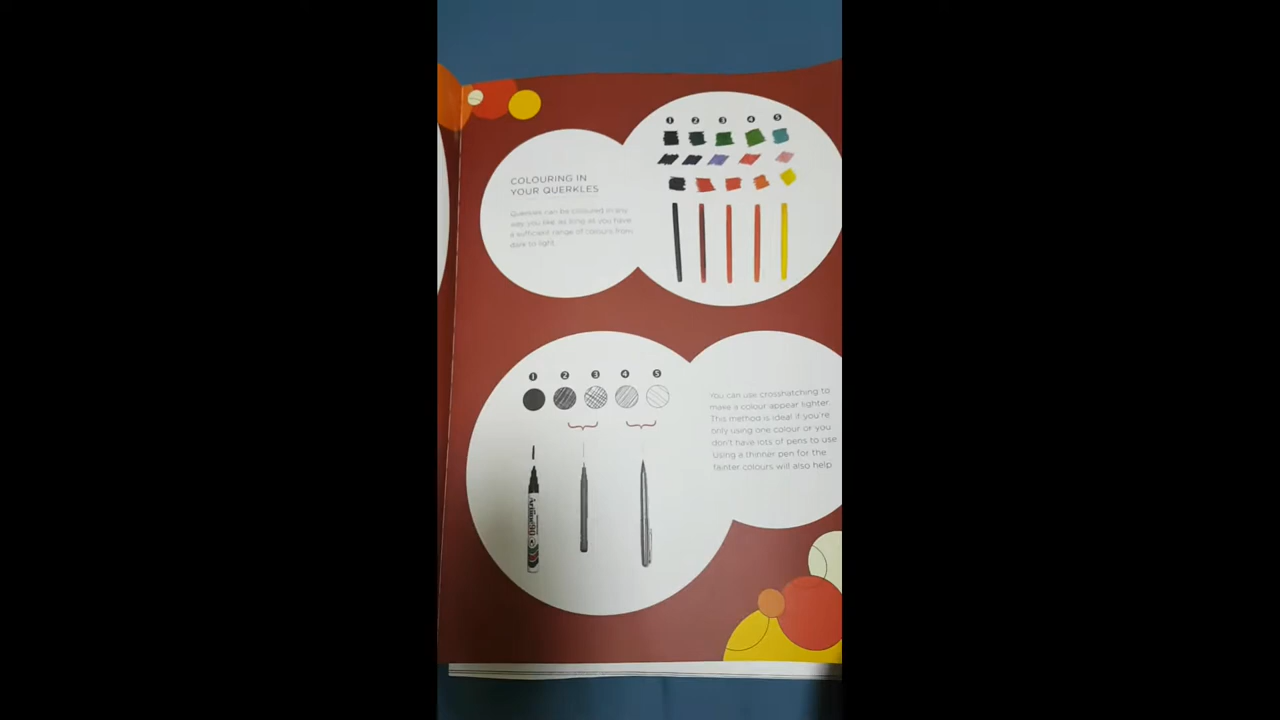 1 2 3 4 5
COLOURING IN
YOUR QUERKLES
Querkles can be coloured in any
way you like as long as you have
a sufficient range of colours from
dark to light.
1 2 3 4 5
You can use crosshatching to
make a colour appear lighter.
This method is ideal if you're
only using one colour or you
don't have lots of pens to use
Using a thinner pen for the
fainter colours will also help
Artline 90